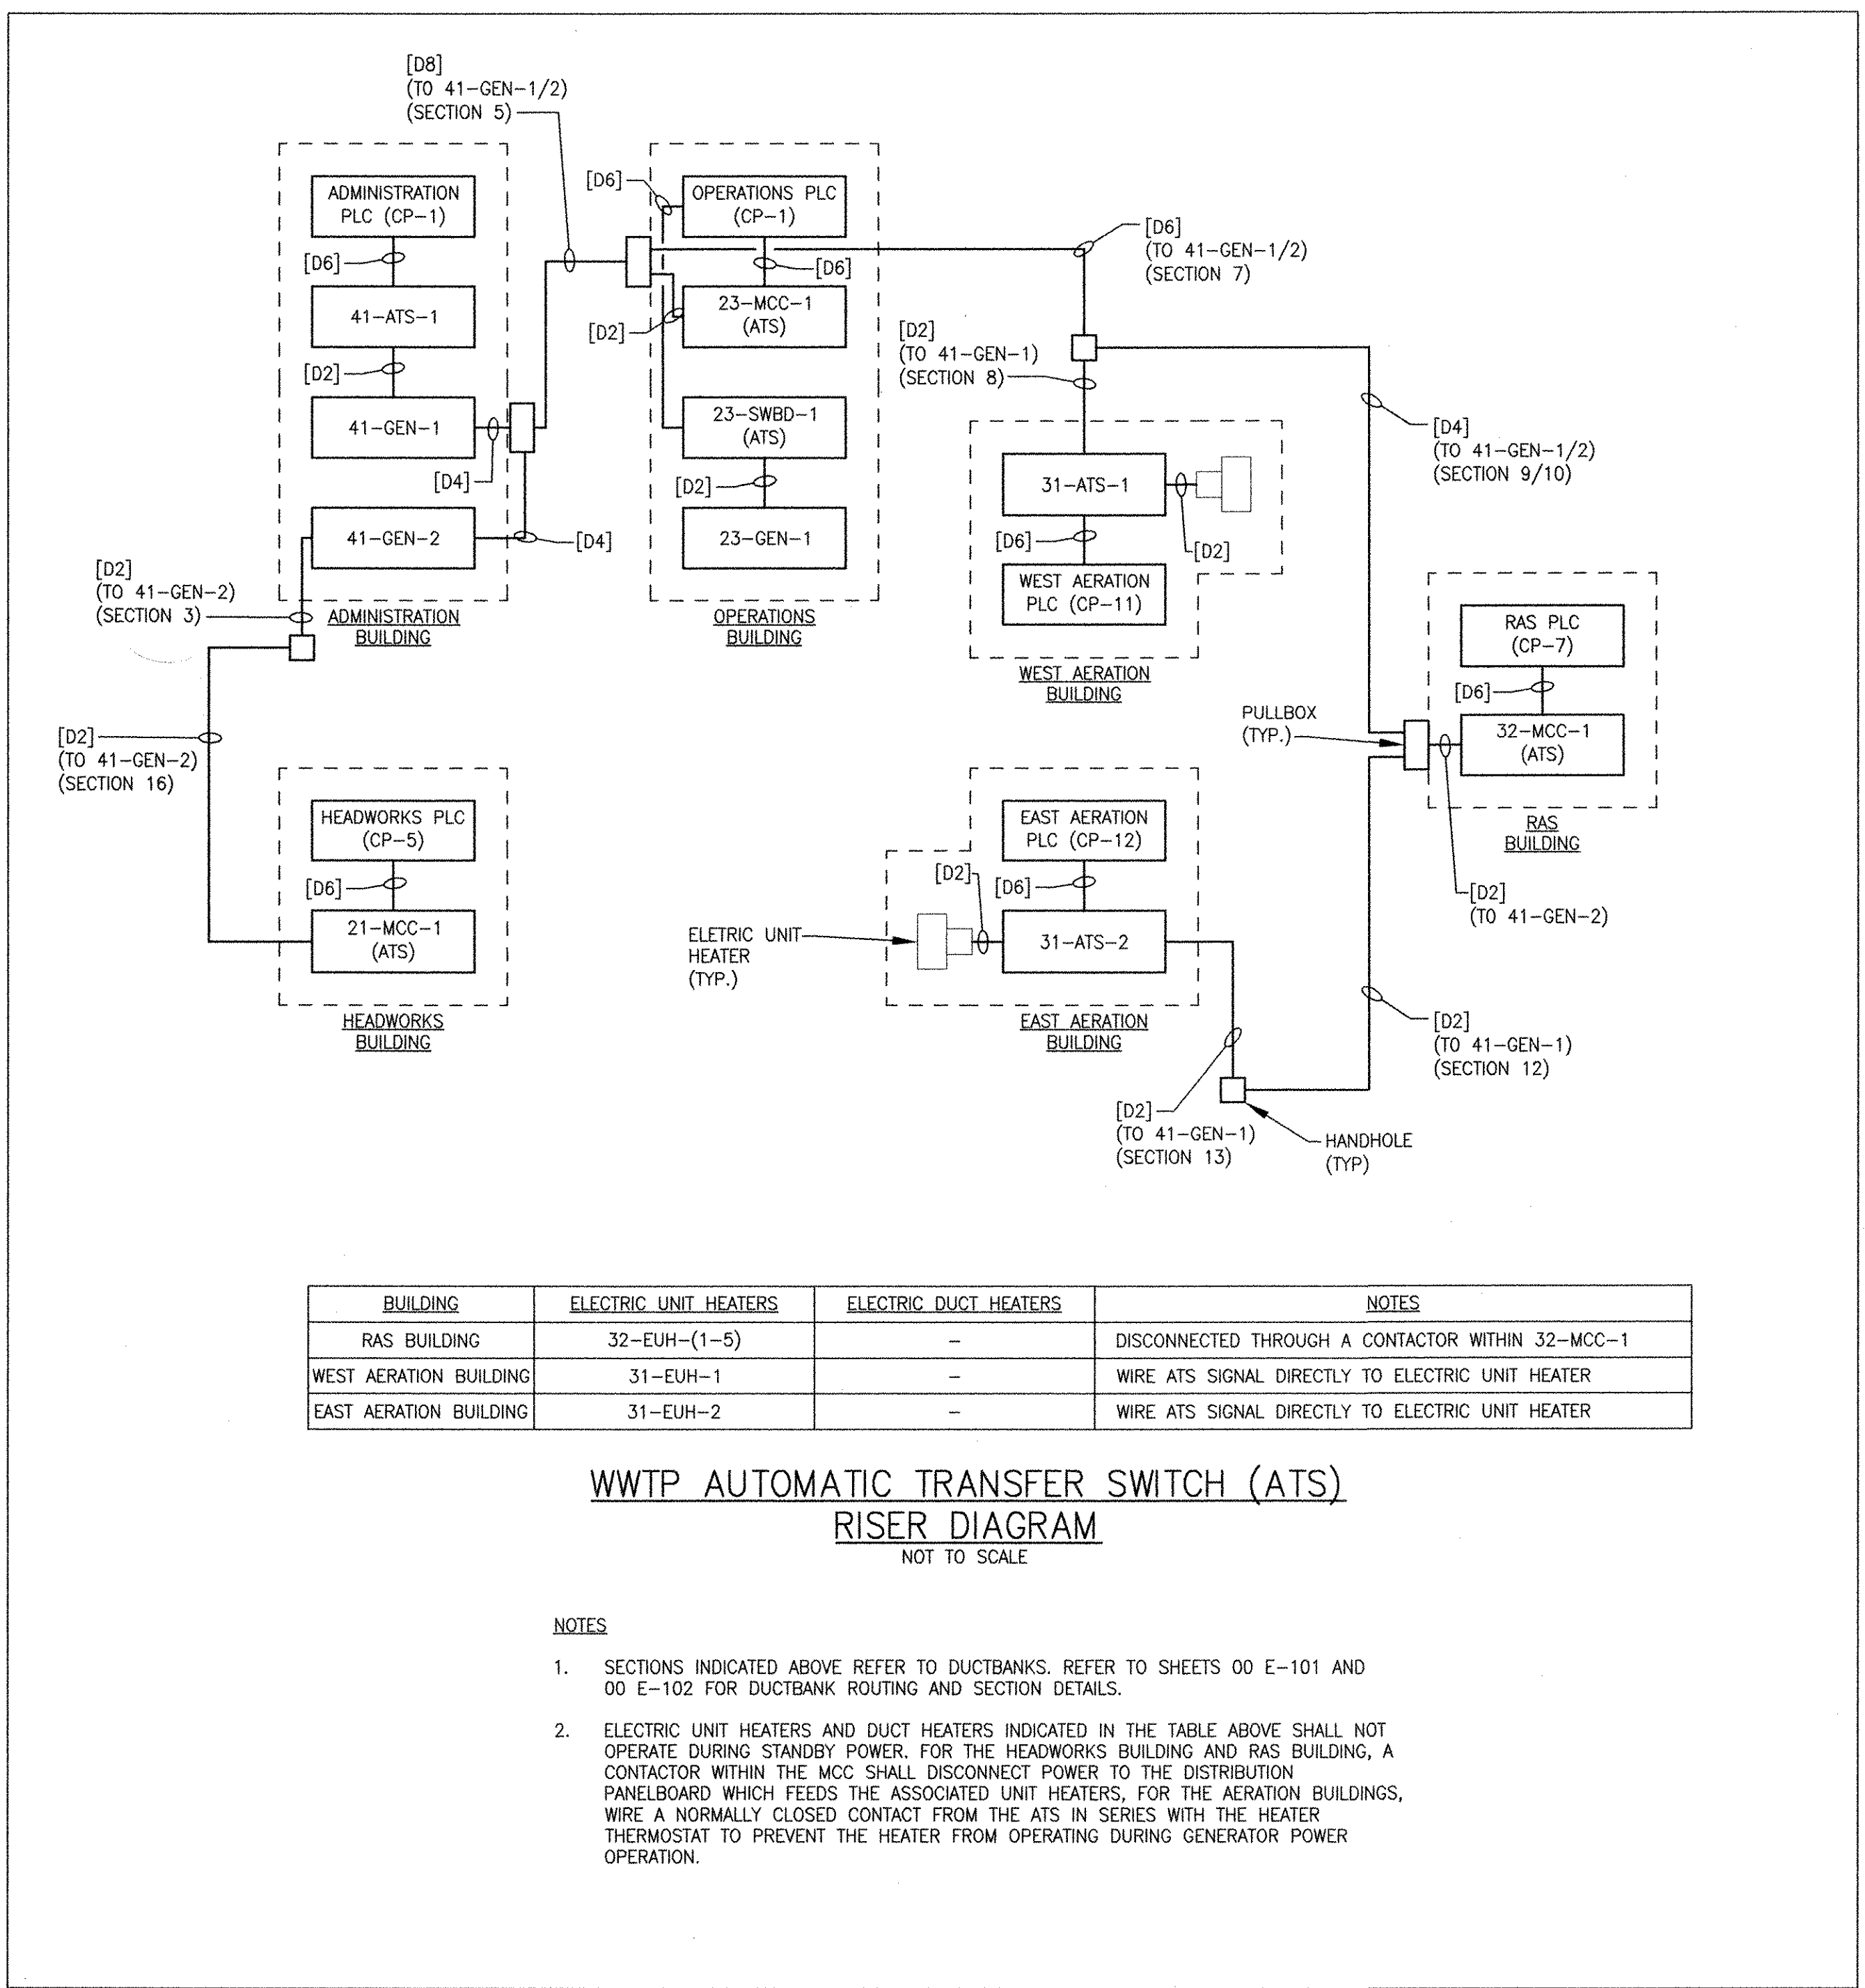 [D8]
(TO 41-GEN-1/2)
(SECTION 5)
ADMINISTRATION
PLC (CP-1)
[D6]
41-ATS-1
[D2]
41-GEN-1
[D4]
41-GEN-2
[D4]
ADMINISTRATION
BUILDING
[D2]
(TO 41-GEN-2)
(SECTION 3)
[D2]
(TO 41-GEN-2)
(SECTION 16)
[D6]
OPERATIONS PLC
(CP-1)
[D6]
23-MCC-1
(ATS)
[D2]
23-SWBD-1
(ATS)
[D2]
23-GEN-1
OPERATIONS
BUILDING
[D6]
(TO 41-GEN-1/2)
(SECTION 7)
[D2]
(TO 41-GEN-1)
(SECTION 8)
31-ATS-1
[D2]
[D6]
WEST AERATION
PLC (CP-11)
WEST AERATION
BUILDING
[D4]
(TO 41-GEN-1/2)
(SECTION 9/10)
RAS PLC
(CP-7)
[D6]
32-MCC-1
(ATS)
PULLBOX
(TYP.)
RAS
BUILDING
[D2]
(TO 41-GEN-2)
HEADWORKS PLC
(CP-5)
[D6]
21-MCC-1
(ATS)
HEADWORKS
BUILDING
EAST AERATION
PLC (CP-12)
[D2]
[D6]
31-ATS-2
ELETRIC UNIT
HEATER
(TYP.)
EAST AERATION
BUILDING
[D2]
(TO 41-GEN-1)
(SECTION 12)
[D2]
(TO 41-GEN-1)
(SECTION 13)
HANDHOLE
(TYP)
BUILDING ELECTRIC UNIT HEATERS ELECTRIC DUCT HEATERS NOTES
RAS BUILDING 32-EUH-(1-5) - DISCONNECTED THROUGH A CONTACTOR WITHIN 32-MCC-1
WEST AERATION BUILDING 31-EUH-1 - WIRE ATS SIGNAL DIRECTLY TO ELECTRIC UNIT HEATER
EAST AERATION BUILDING 31-EUH-2 - WIRE ATS SIGNAL DIRECTLY TO ELECTRIC UNIT HEATER
WWTP AUTOMATIC TRANSFER SWITCH (ATS)
RISER DIAGRAM
NOT TO SCALE
NOTES
1. SECTIONS INDICATED ABOVE REFER TO DUCTBANKS. REFER TO SHEETS 00 E-101 AND
00 E-102 FOR DUCTBANK ROUTING AND SECTION DETAILS.
2. ELECTRIC UNIT HEATERS AND DUCT HEATERS INDICATED IN THE TABLE ABOVE SHALL NOT
OPERATE DURING STANDBY POWER. FOR THE HEADWORKS BUILDING AND RAS BUILDING, A
CONTACTOR WITHIN THE MCC SHALL DISCONNECT POWER TO THE DISTRIBUTION
PANELBOARD WHICH FEEDS THE ASSOCIATED UNIT HEATERS, FOR THE AERATION BUILDINGS,
WIRE A NORMALLY CLOSED CONTACT FROM THE ATS IN SERIES WITH THE HEATER
THERMOSTAT TO PREVENT THE HEATER FROM OPERATING DURING GENERATOR POWER
OPERATION.